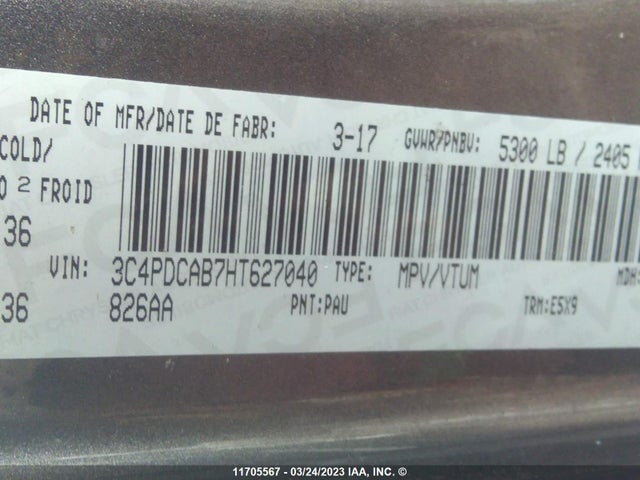 DATE OF MFR/DATE DE FABR: 3-17 GVWR/PNBV: 5300 LB / 2405
COLD/
O 2 FROID
36
VIN: 3C4PDCAB7HT627040 TYPE: MPV/VTUM MDH:
36 826AA PNT:PAU TRM:E5X9
11705567 - 03/24/2023 IAA, INC. ©